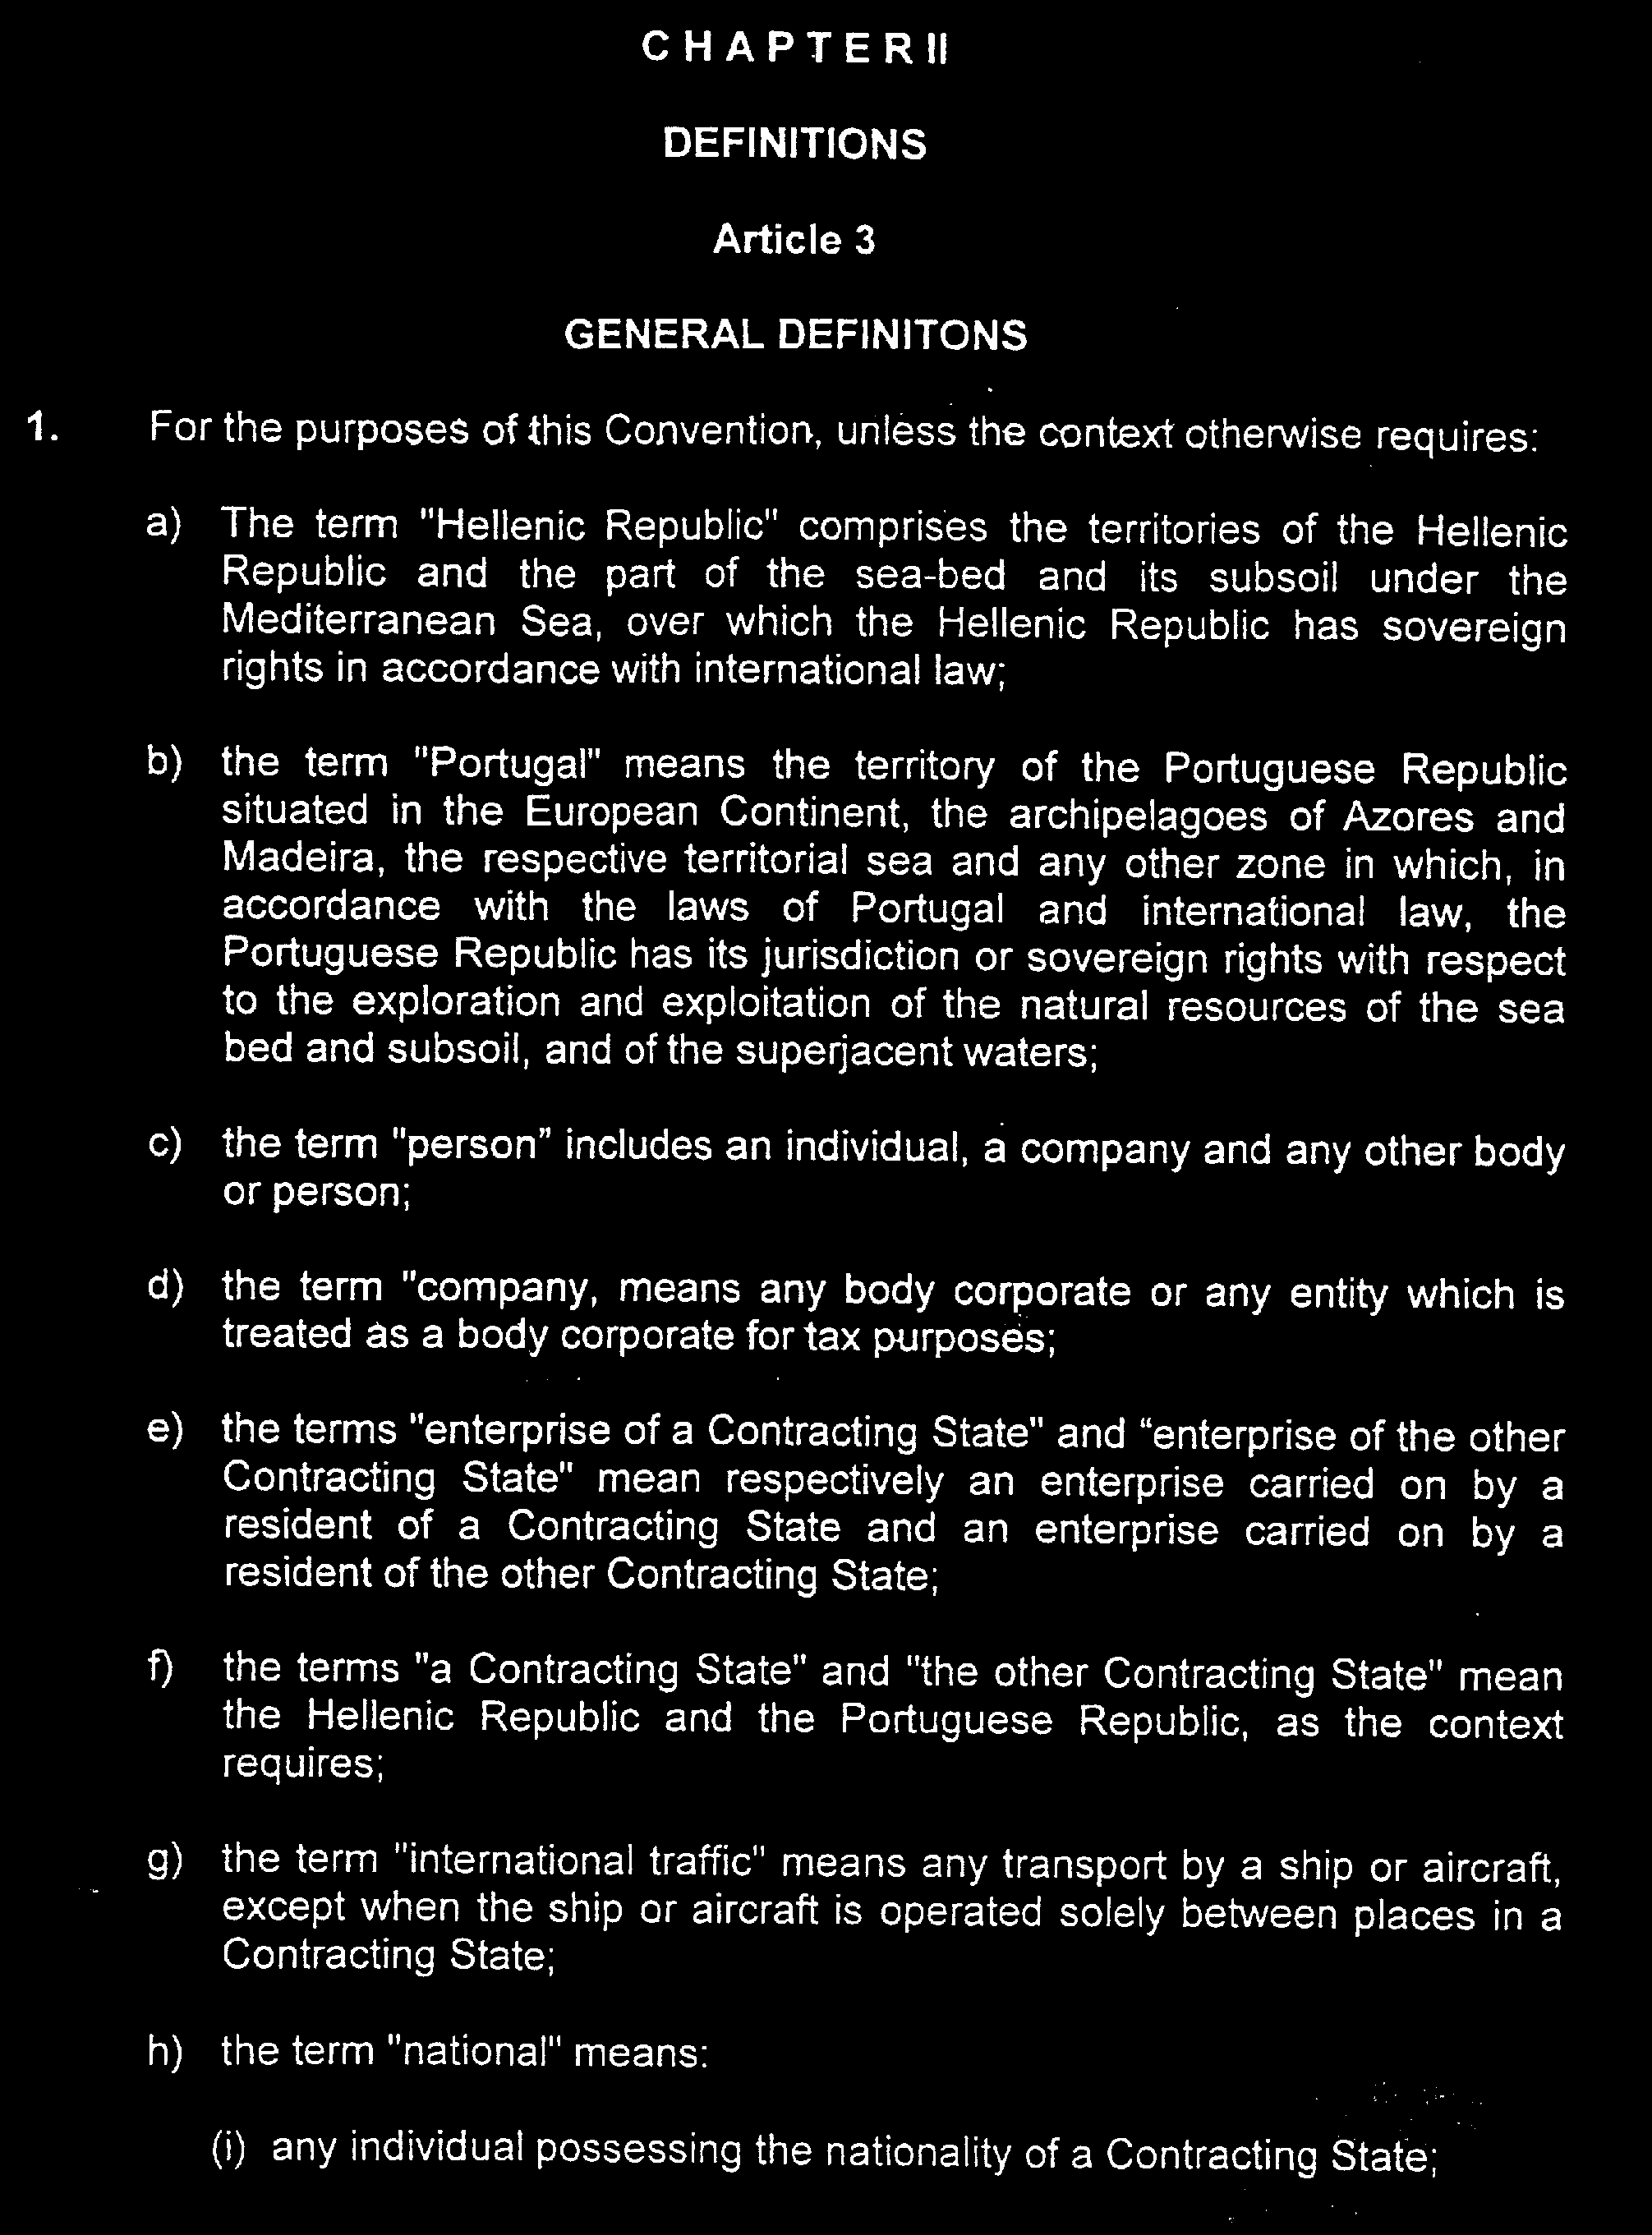 CHAPTER II
DEFINITIONS
Article 3
GENERAL DEFINITONS
1. For the purposes of this Convention, unless the context otherwise requires:
a) The term "Hellenic Republic" comprises the territories of the Hellenic
Republic and the part of the sea-bed and its subsoil under the
Mediterranean Sea, over which the Hellenic Republic has sovereign
rights in accordance with international law;
b) the term "Portugal" means the territory of the Portuguese Republic
situated in the European Continent, the archipelagoes of Azores and
Madeira, the respective territorial sea and any other zone in which, in
accordance with the laws of Portugal and international law, the
Portuguese Republic has its jurisdiction or sovereign rights with respect
to the exploration and exploitation of the natural resources of the sea
bed and subsoil, and of the superjacent waters;
c) the term "person" includes an individual, a company and any other body
or person;
d) the term "company, means any body corporate or any entity which is
treated as a body corporate for tax purposes;
e) the terms "enterprise of a Contracting State" and "enterprise of the other
Contracting State" mean respectively an enterprise carried on by a
resident of a Contracting State and an enterprise carried on by a
resident of the other Contracting State;
f) the terms "a Contracting State" and "the other Contracting State" mean
the Hellenic Republic and the Portuguese Republic, as the context
requires;
g) the term "international traffic" means any transport by a ship or aircraft,
except when the ship or aircraft is operated solely between places in a
Contracting State;
h) the term "national" means:
(i) any individual possessing the nationality of a Contracting State;